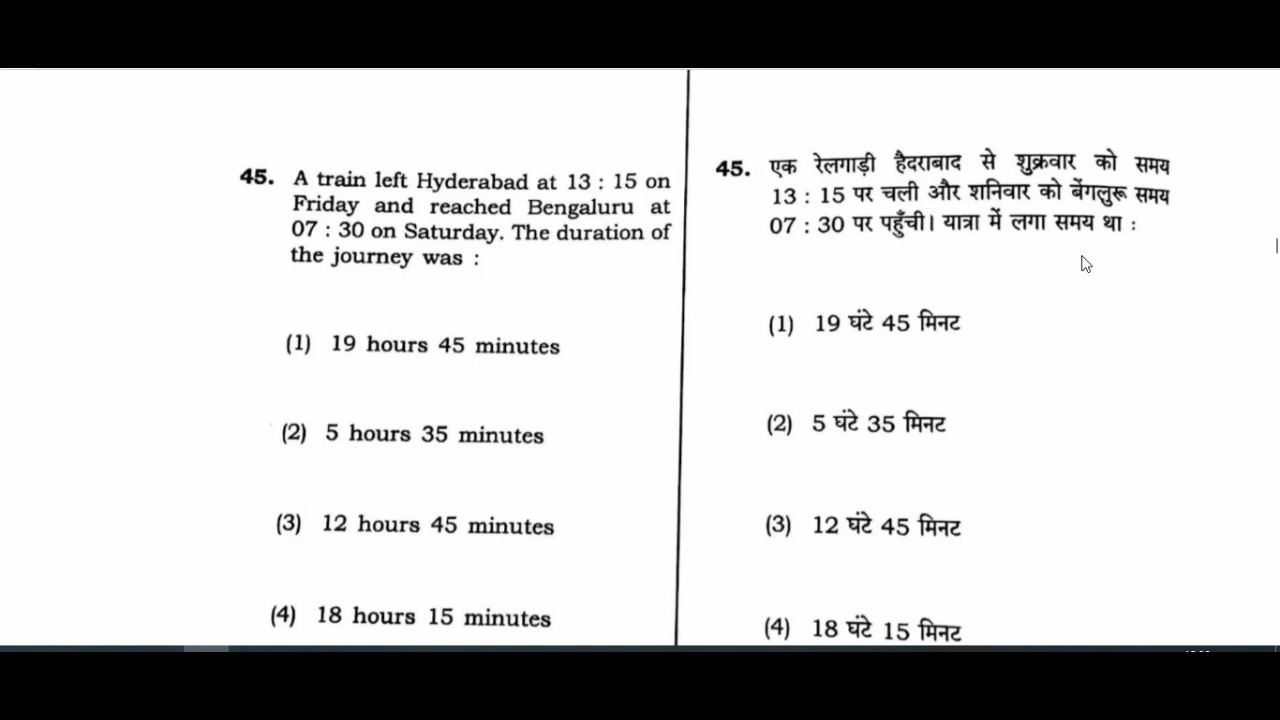 45. A train left Hyderabad at 13 : 15 on
Friday and reached Bengaluru at
07 : 30 on Saturday. The duration of
the journey was :
(1) 19 hours 45 minutes
(2) 5 hours 35 minutes
(3) 12 hours 45 minutes
(4) 18 hours 15 minutes
45. एक रेलगाड़ी हैदराबाद से शुक्रवार को समय
13 : 15 पर चली और शनिवार को बेंगलुरू समय
07 : 30 पर पहुँची। यात्रा में लगा समय था :
(1) 19 घंटे 45 मिनट
(2) 5 घंटे 35 मिनट
(3) 12 घंटे 45 मिनट
(4) 18 घंटे 15 मिनट